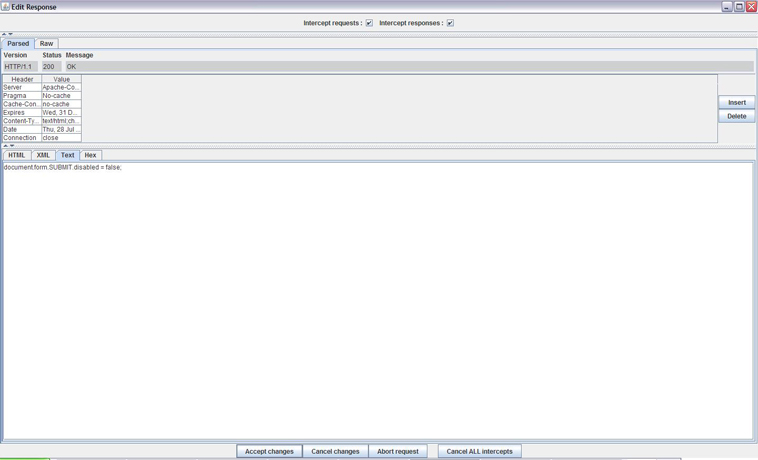 Edit Response
Intercept requests : Intercept responses :
Parsed Raw
Version Status Message
HTTP/1.1 200 OK
Header Value
Server Apache-Co...
Pragma No-cache
Cache-Con... no-cache
Expires Wed, 31 D...
Content-Ty... text/html;ch...
Date Thu, 28 Jul ...
Connection close
Insert
Delete
HTML XML Text Hex
document.form.SUBMIT.disabled = false;
Accept changes Cancel changes Abort request Cancel ALL intercepts